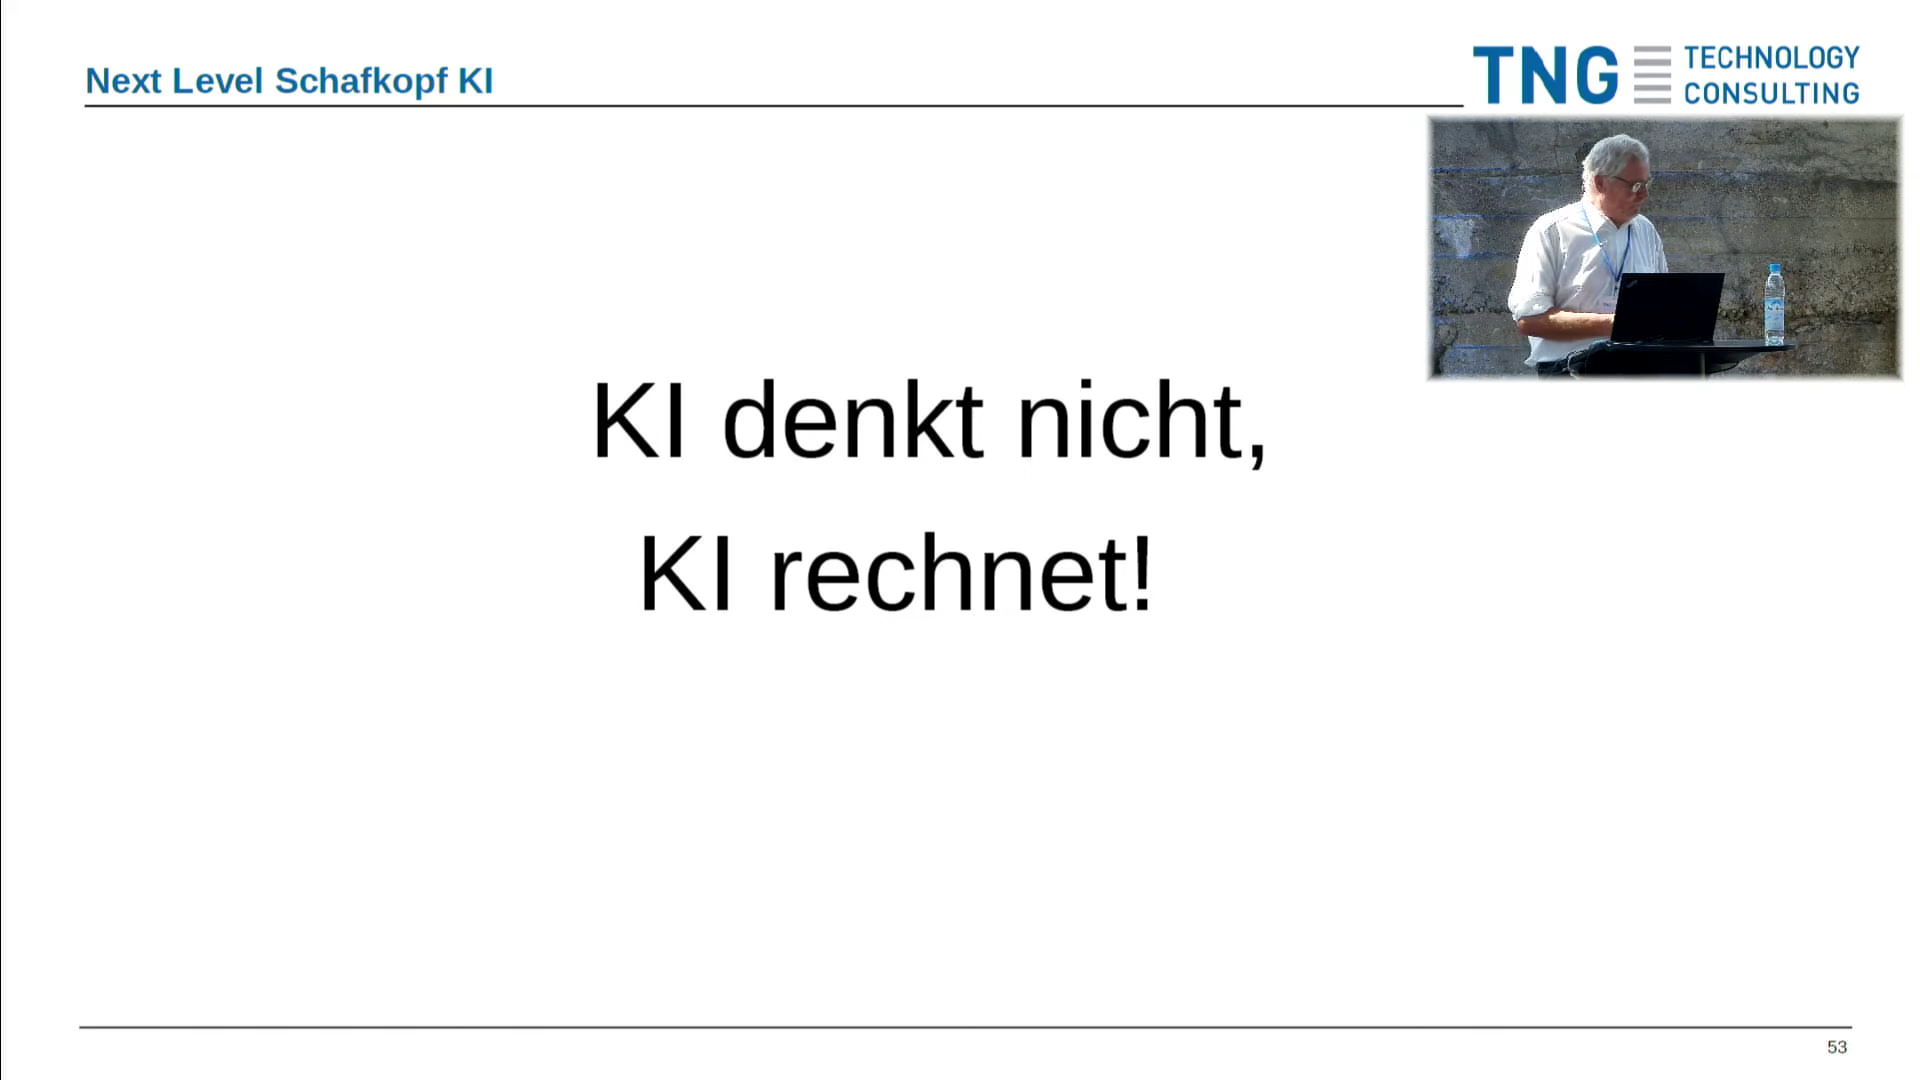 Next Level Schafkopf KI
TNG TECHNOLOGY
CONSULTING
KI denkt nicht,
KI rechnet!
53